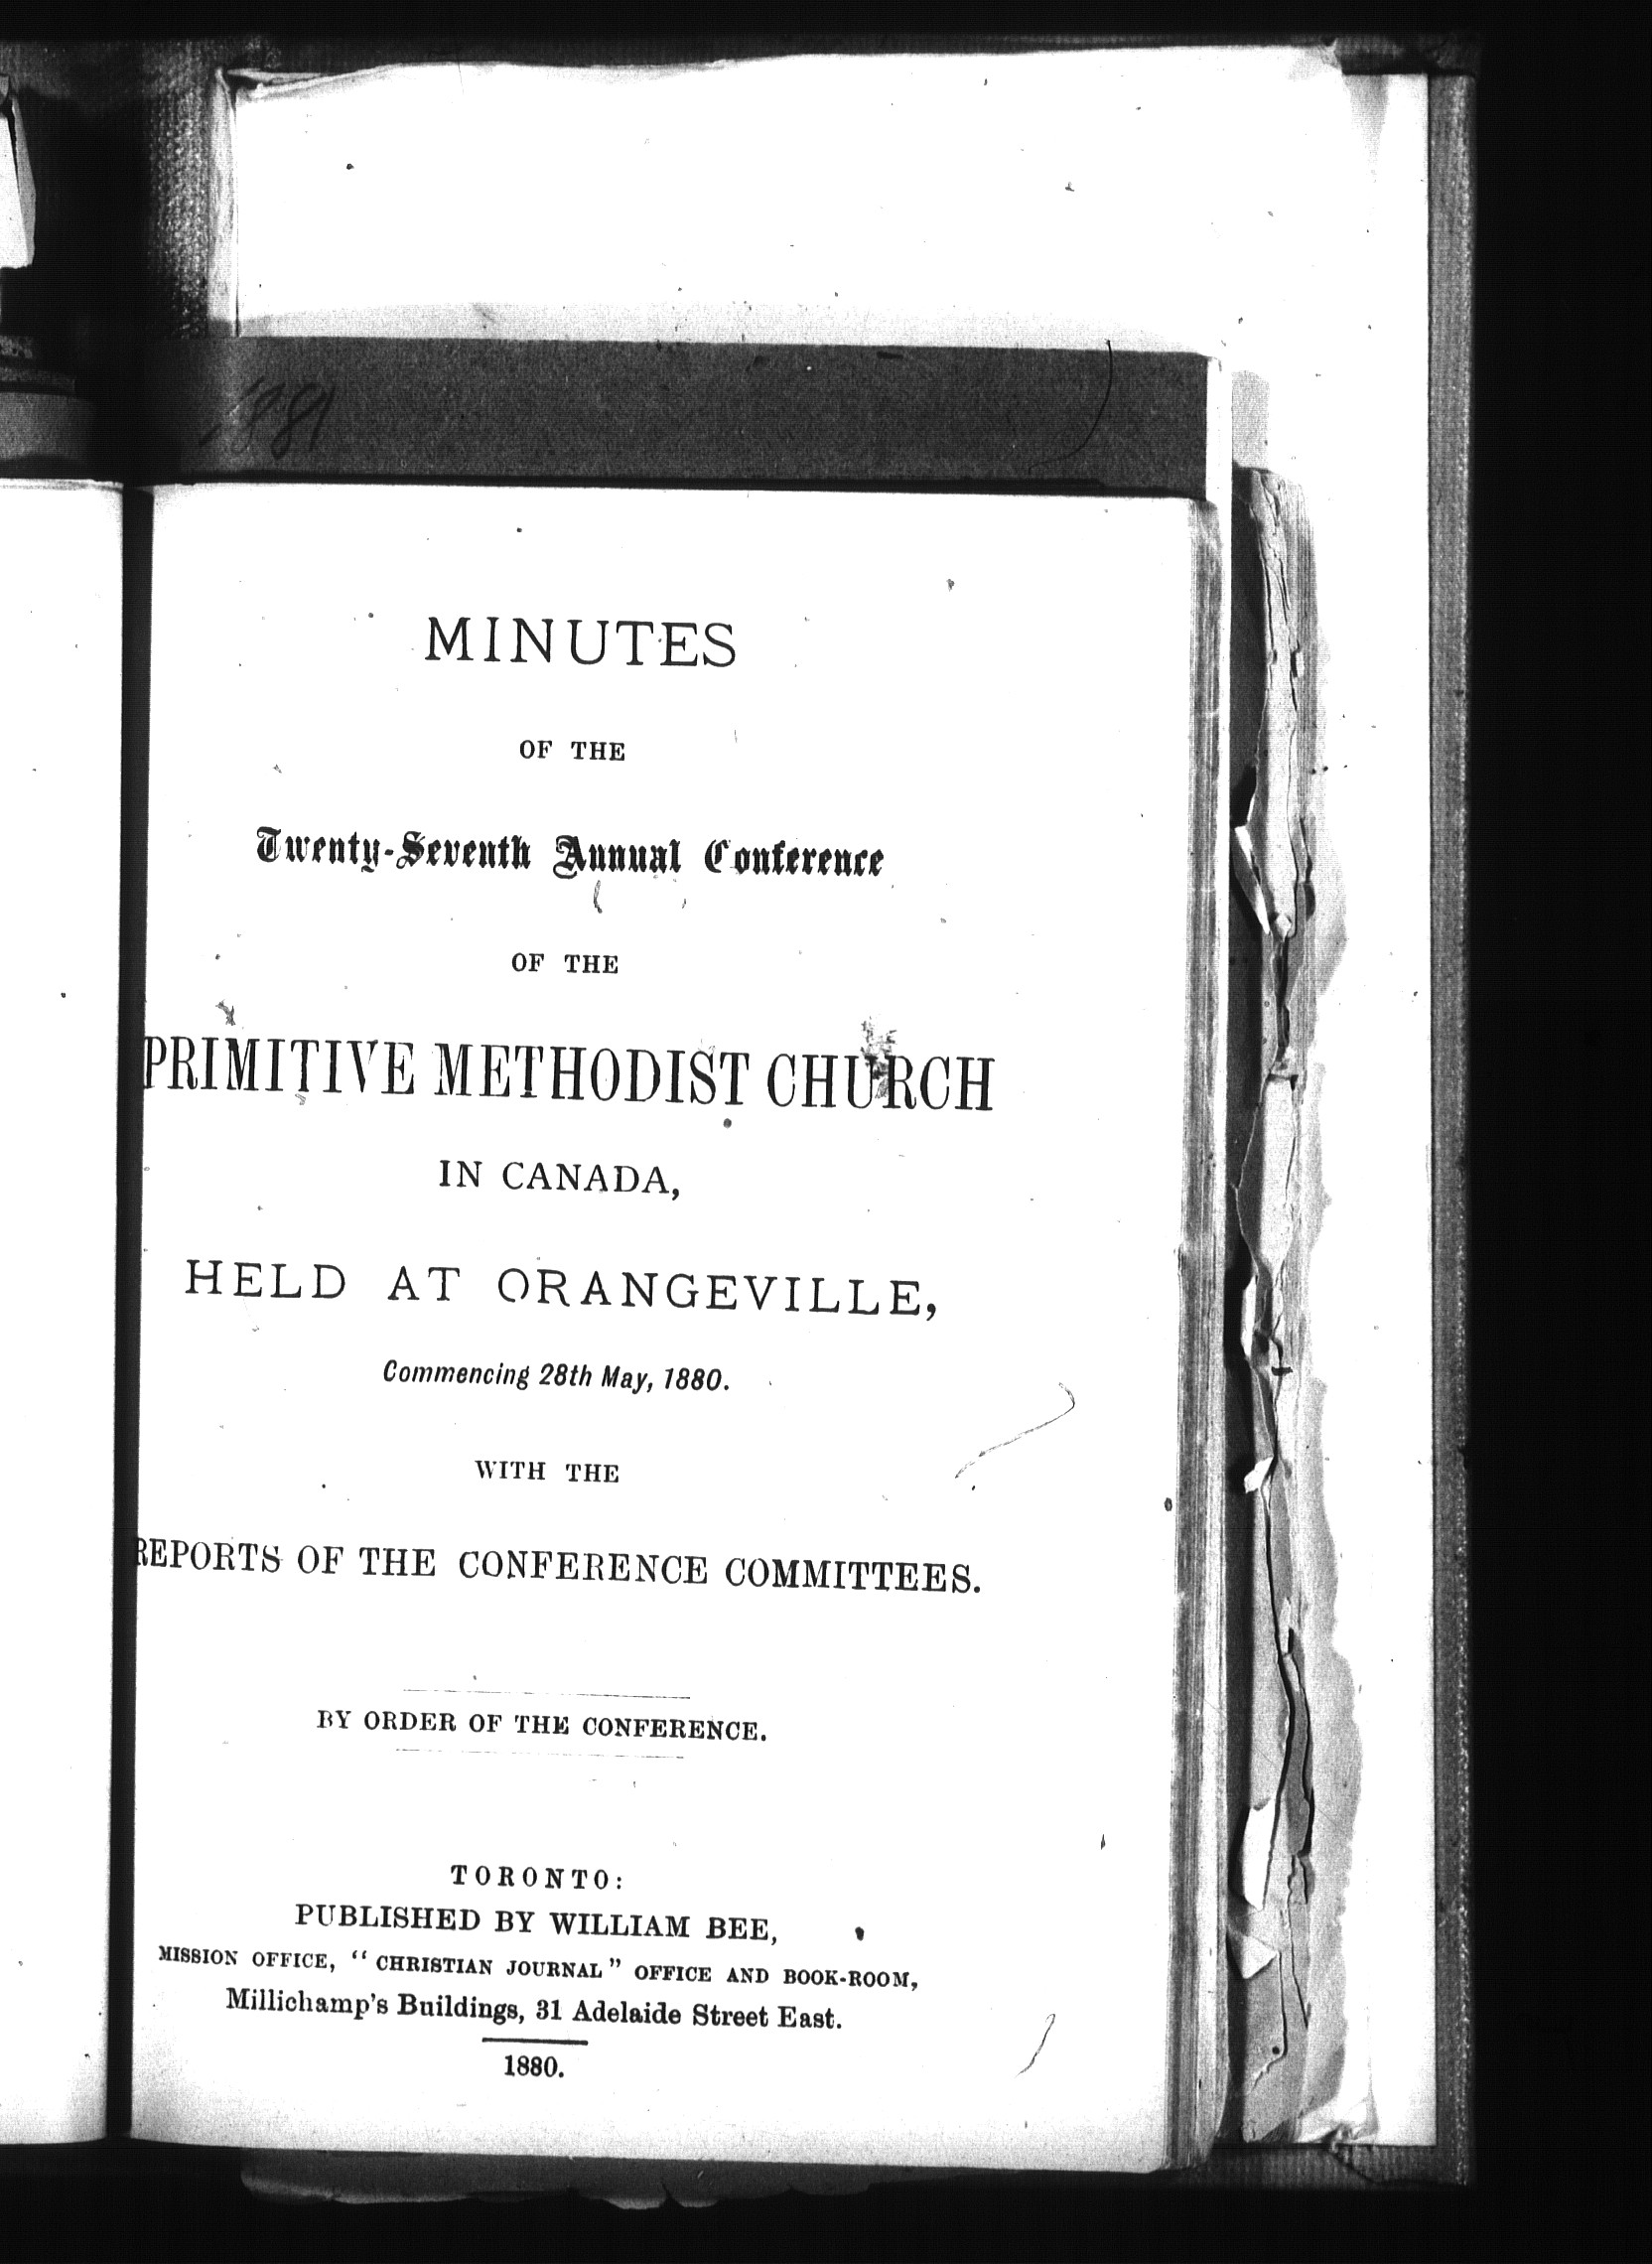 1881
MINUTES
OF THE
Twenty-Seventh Annual Conference
OF THE
PRIMITIVE METHODIST CHURCH
IN CANADA,
HELD AT ORANGEVILLE,
Commencing 28th May, 1880.
WITH THE
REPORTS OF THE CONFERENCE COMMITTEES.
BY ORDER OF THE CONFERENCE.
TORONTO:
PUBLISHED BY WILLIAM BEE,
MISSION OFFICE, "CHRISTIAN JOURNAL" OFFICE AND BOOK-ROOM,
Millichamp's Buildings, 31 Adelaide Street East.
1880.